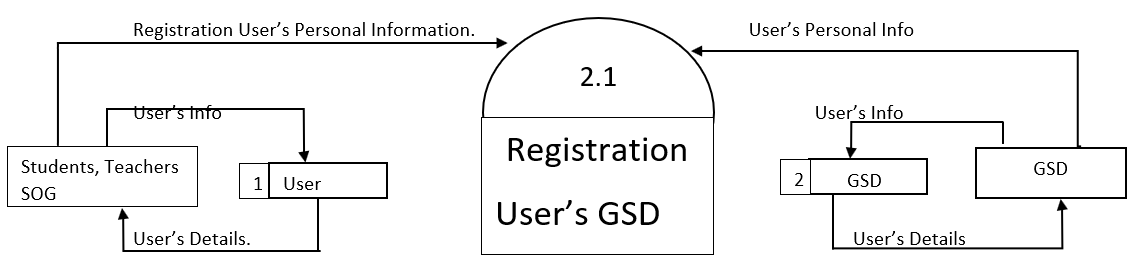 Registration User's Personal Information.
User's Personal Info
2.1
User's Info
User's Info
Students, Teachers
SOG
1
User
Registration
User's GSD
2
GSD
GSD
User's Details.
User's Details